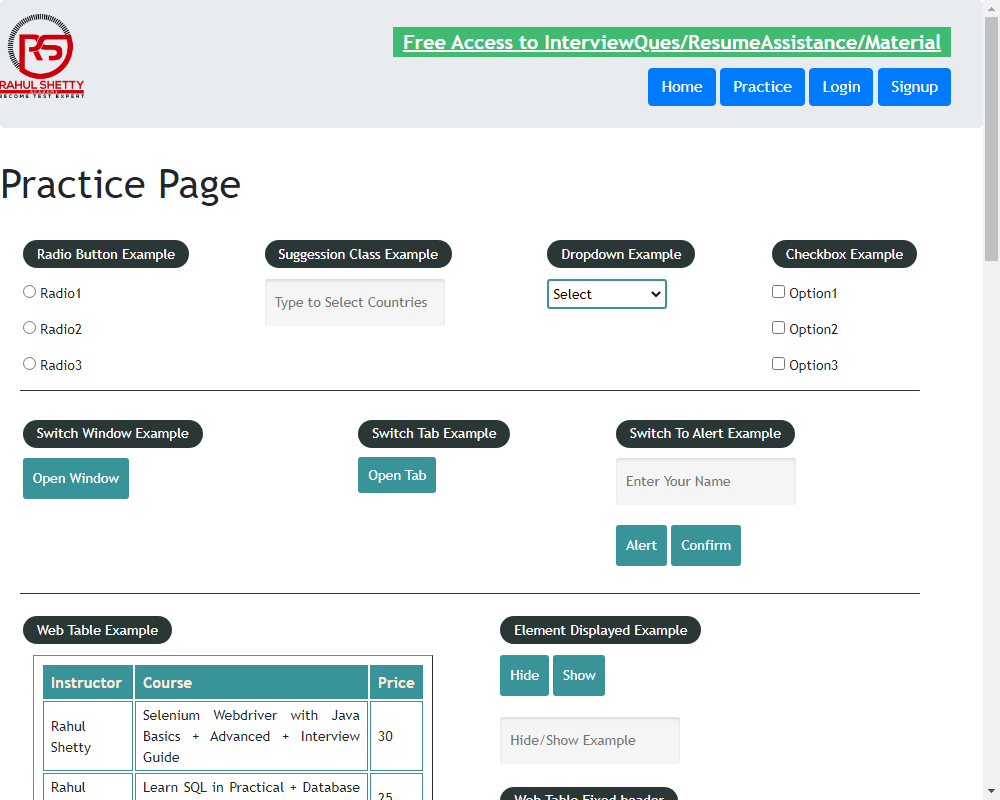 RS
RAHUL SHETTY
ACADEMY
BECOME TEST EXPERT
Free Access to InterviewQues/ResumeAssistance/Material
Home Practice Login Signup
Practice Page
Radio Button Example
Radio1
Radio2
Radio3
Suggession Class Example
Type to Select Countries
Dropdown Example
Select
Checkbox Example
Option1
Option2
Option3
Switch Window Example
Open Window
Switch Tab Example
Open Tab
Switch To Alert Example
Enter Your Name
Alert Confirm
Web Table Example
Instructor Course Price
Rahul Shetty
Selenium Webdriver with Java
Basics + Advanced + Interview
Guide
30
Rahul
Learn SQL in Practical + Database
25
Element Displayed Example
Hide Show
Hide/Show Example
Web Table Fixed header